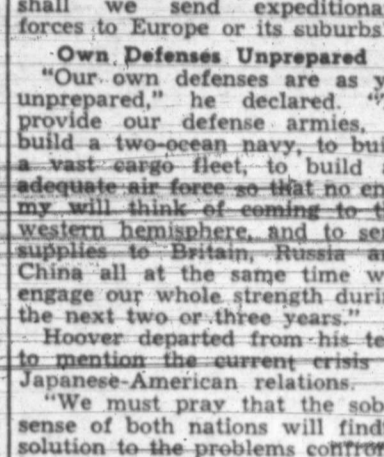 shall we send expeditiona
forces to Europe or its suburbs
Own Defenses Unprepared
"Our own defenses are as y
unprepared," he declared. "
provide our defense armies,
build a two-ocean navy, to bui
a vast cargo fleet, to build
adequate air force so that no en
my will think of coming to t
western hemisphere, and to se
supplies to Britain, Russia a
China all at the same time w
engage our whole strength duri
the next two or three years."
Hoover departed from his te
to mention the current crisis
Japanese-American relations.
"We must pray that the sob
sense of both nations will find
solution to the problems confron